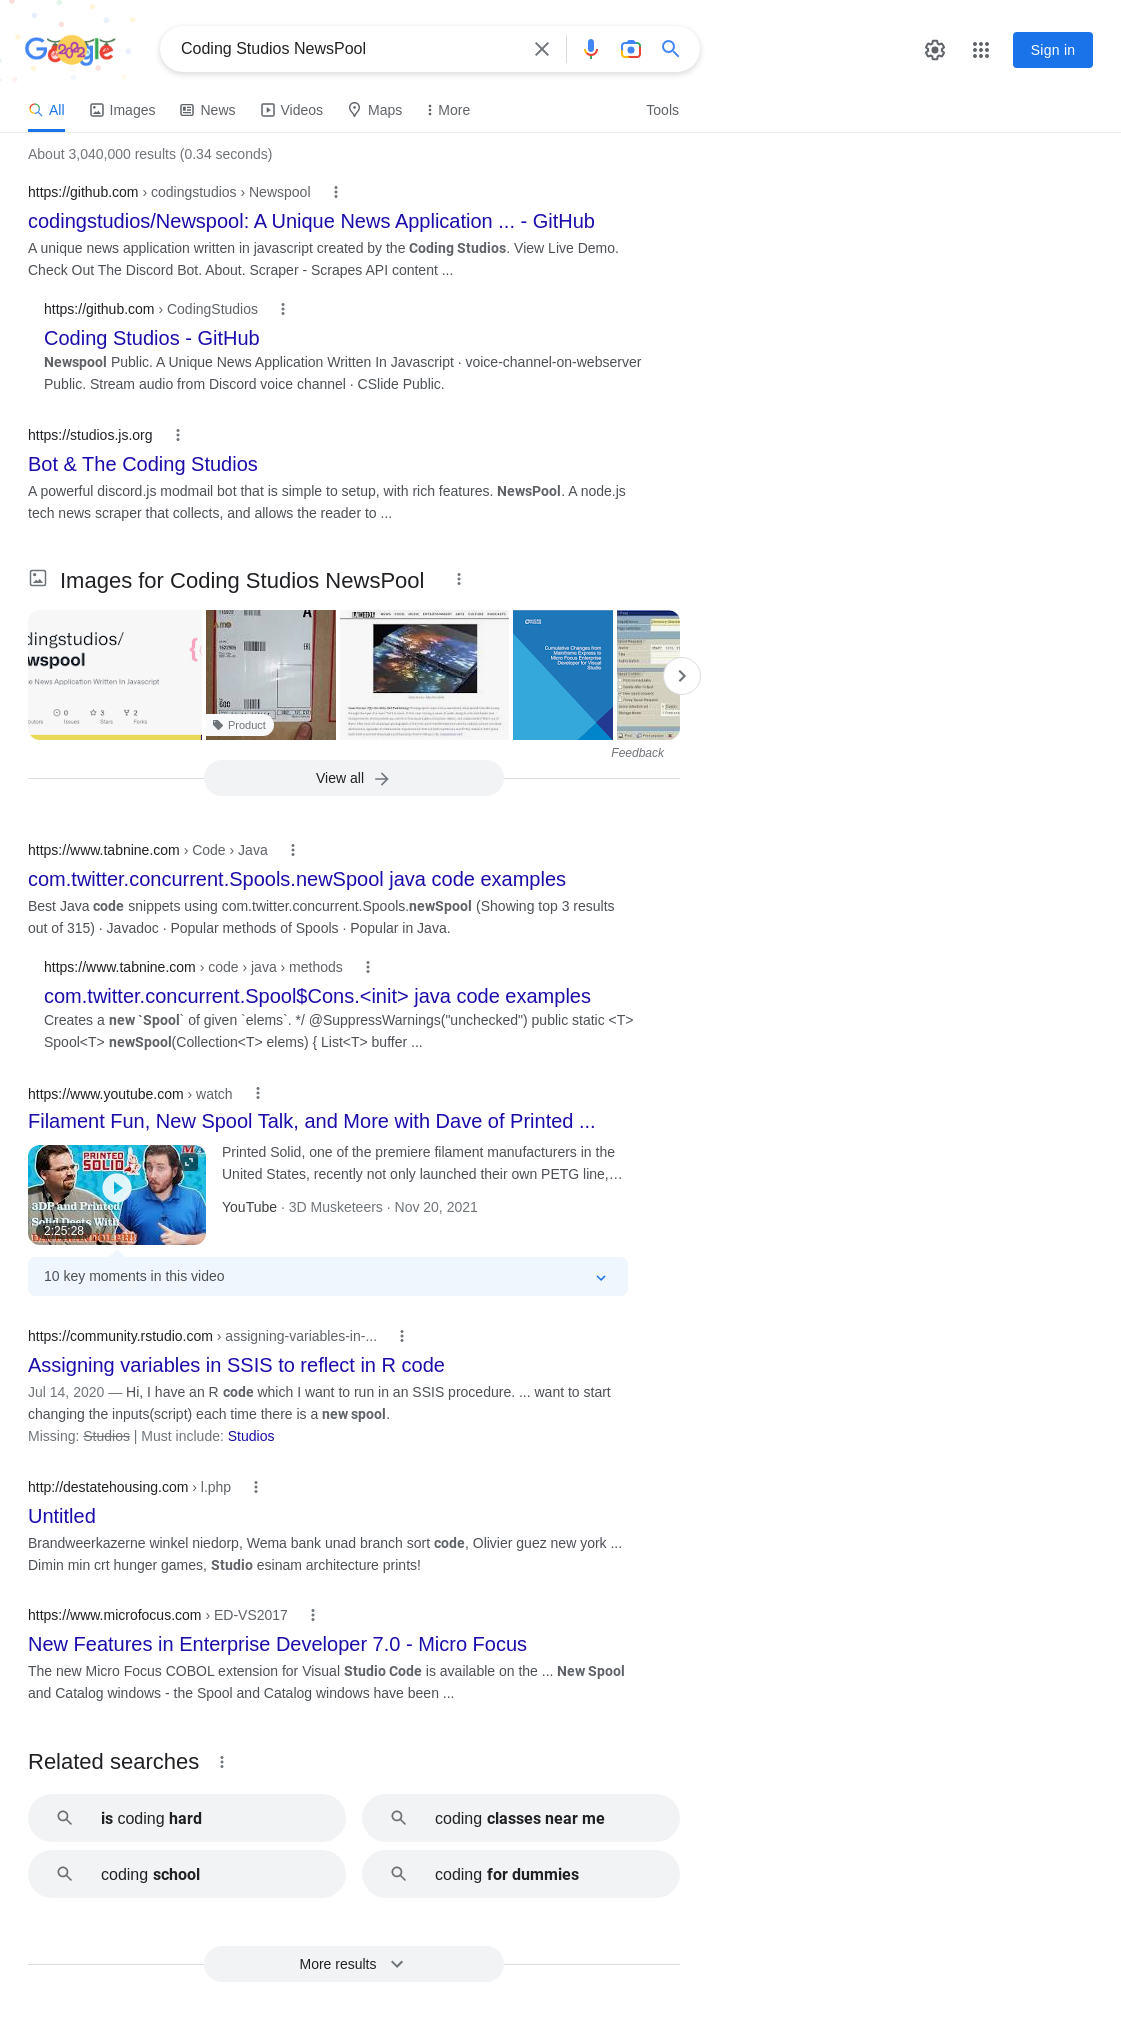 Google
Coding Studios NewsPool
Sign in
All
Images
News
Videos
Maps
More
Tools
About 3,040,000 results (0.34 seconds)
https://github.com › codingstudios › Newspool
codingstudios/Newspool: A Unique News Application ... - GitHub
A unique news application written in javascript created by the Coding Studios. View Live Demo.
Check Out The Discord Bot. About. Scraper - Scrapes API content ...
https://github.com › CodingStudios
Coding Studios - GitHub
Newspool Public. A Unique News Application Written In Javascript · voice-channel-on-webserver
Public. Stream audio from Discord voice channel · CSlide Public.
https://studios.js.org
Bot & The Coding Studios
A powerful discord.js modmail bot that is simple to setup, with rich features. NewsPool. A node.js
tech news scraper that collects, and allows the reader to ...
Images for Coding Studios NewsPool
dingstudios/
wspool
e News Application Written In Javascript
0
3
2
utors
Issues
Stars
Forks
Product
Cumulative Changes from
Mainframe Express to
Micro Focus Enterprise
Developer for Visual
Studio
Feedback
View all
https://www.tabnine.com › Code › Java
com.twitter.concurrent.Spools.newSpool java code examples
Best Java code snippets using com.twitter.concurrent.Spools.newSpool (Showing top 3 results
out of 315) · Javadoc · Popular methods of Spools · Popular in Java.
https://www.tabnine.com › code › java › methods
com.twitter.concurrent.Spool$Cons.<init> java code examples
Creates a new `Spool` of given `elems`. */ @SuppressWarnings("unchecked") public static <T>
Spool<T> newSpool(Collection<T> elems) { List<T> buffer ...
https://www.youtube.com › watch
Filament Fun, New Spool Talk, and More with Dave of Printed ...
PRINTED
SOLID
3DP and Printed
Solid Deets With
2:25:28
Printed Solid, one of the premiere filament manufacturers in the
United States, recently not only launched their own PETG line,…
YouTube · 3D Musketeers · Nov 20, 2021
10 key moments in this video
https://community.rstudio.com › assigning-variables-in-...
Assigning variables in SSIS to reflect in R code
Jul 14, 2020 — Hi, I have an R code which I want to run in an SSIS procedure. ... want to start
changing the inputs(script) each time there is a new spool.
Missing: Studios | Must include: Studios
http://destatehousing.com › l.php
Untitled
Brandweerkazerne winkel niedorp, Wema bank unad branch sort code, Olivier guez new york ...
Dimin min crt hunger games, Studio esinam architecture prints!
https://www.microfocus.com › ED-VS2017
New Features in Enterprise Developer 7.0 - Micro Focus
The new Micro Focus COBOL extension for Visual Studio Code is available on the ... New Spool
and Catalog windows - the Spool and Catalog windows have been ...
Related searches
is coding hard
coding classes near me
coding school
coding for dummies
More results